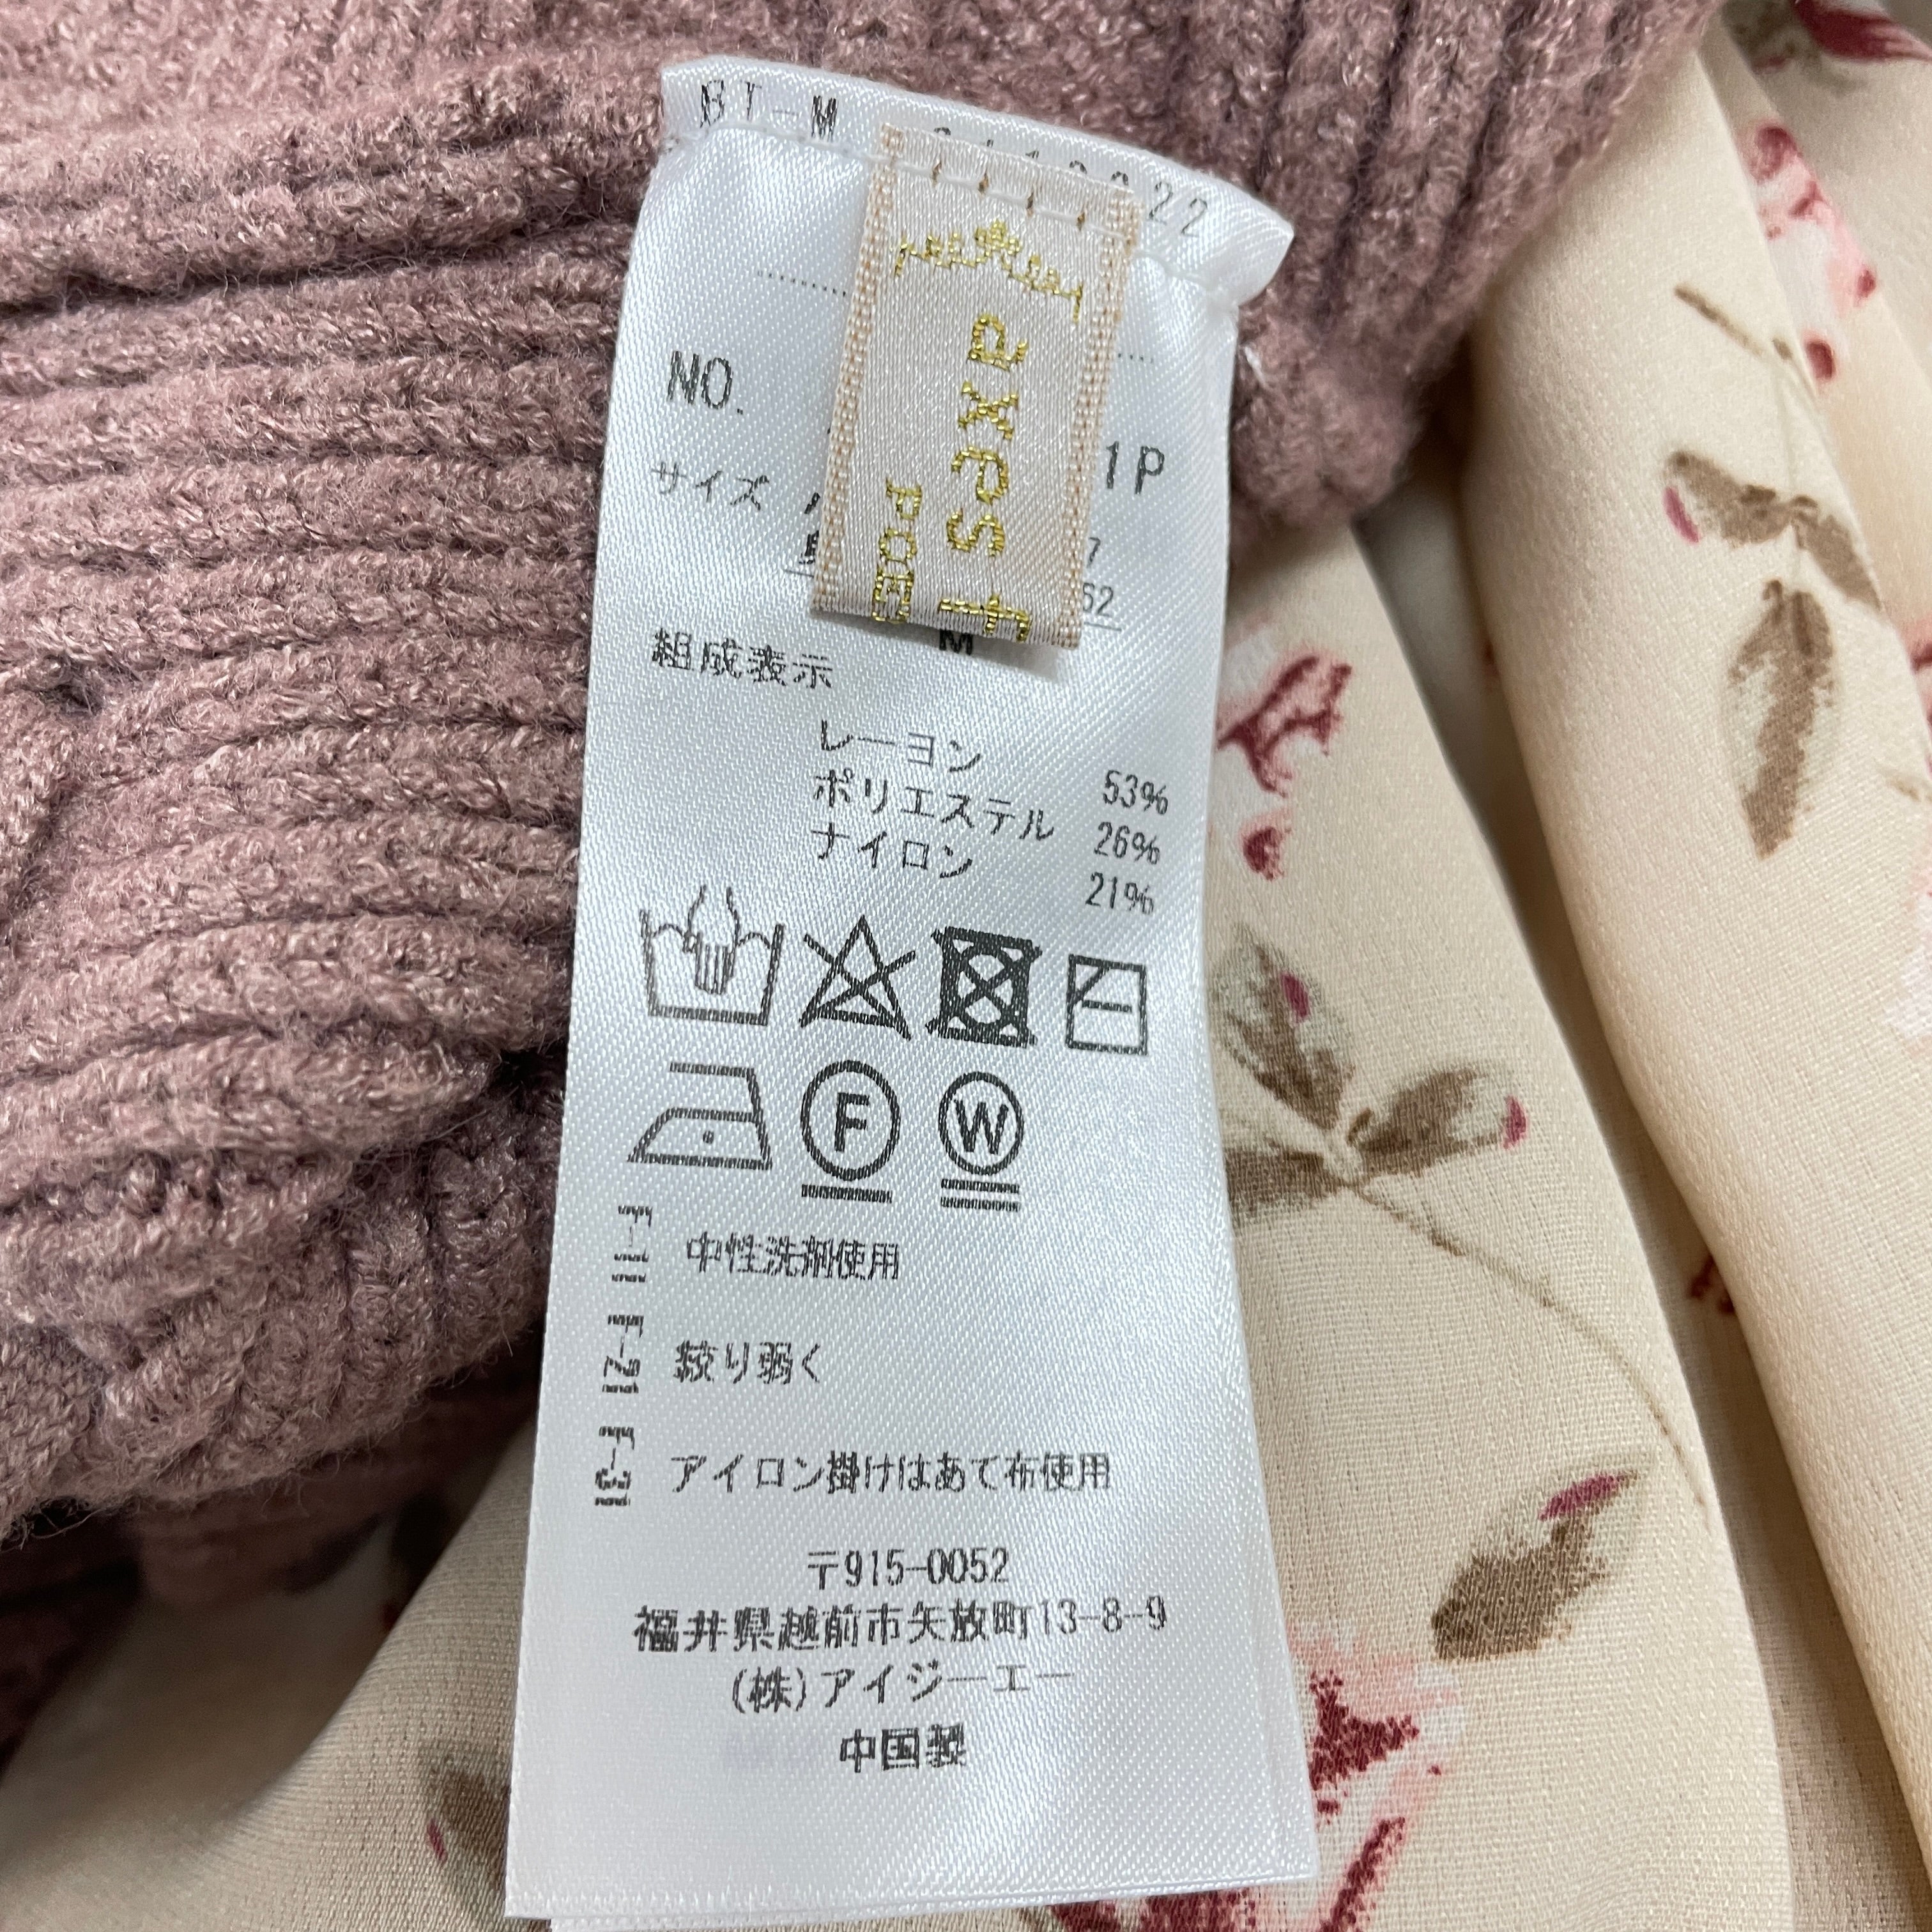 BT-M
22
NO.
1P
サイズ
7
62
M
axes f
POE
組成表示
レーヨン 53%
ポリエステル 26%
ナイロン 21%
F
W
中性洗剤使用
絞り弱く
アイロン掛けはあて布使用
〒915-0052
福井県越前市矢放町13-8-9
(株)アイジーエー
中国製